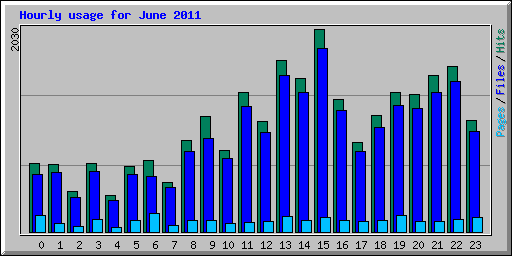 Hourly usage for June 2011
2030
Pages / Files / Hits
0 1 2 3 4 5 6 7 8 9 10 11 12 13 14 15 16 17 18 19 20 21 22 23